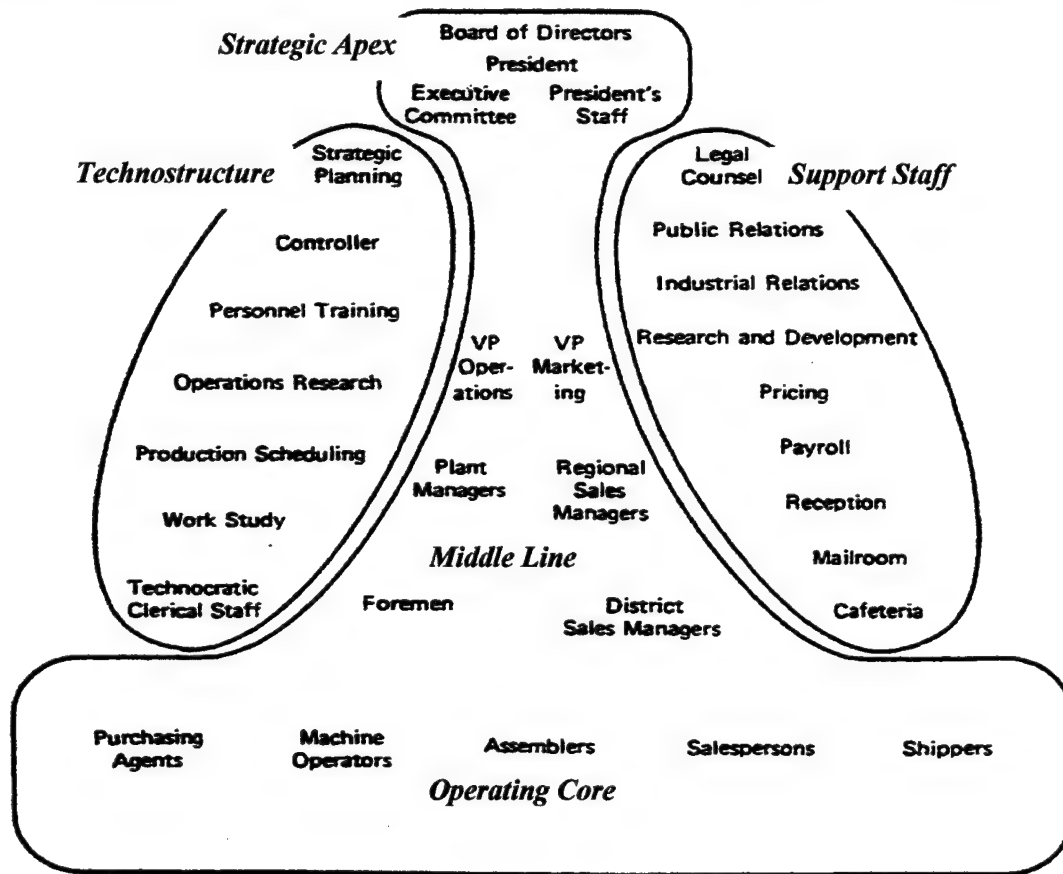 Strategic Apex
Board of Directors
President
Executive
Committee
President's
Staff
Technostructure
Strategic
Planning
Controller
Personnel Training
Operations Research
Production Scheduling
Work Study
Technocratic
Clerical Staff
VP
Oper-
ations
VP
Market-
ing
Plant
Managers
Regional
Sales
Managers
Middle Line
Foremen
District
Sales Managers
Legal
Counsel
Support Staff
Public Relations
Industrial Relations
Research and Development
Pricing
Payroll
Reception
Mailroom
Cafeteria
Purchasing
Agents
Machine
Operators
Assemblers
Salespersons
Shippers
Operating Core